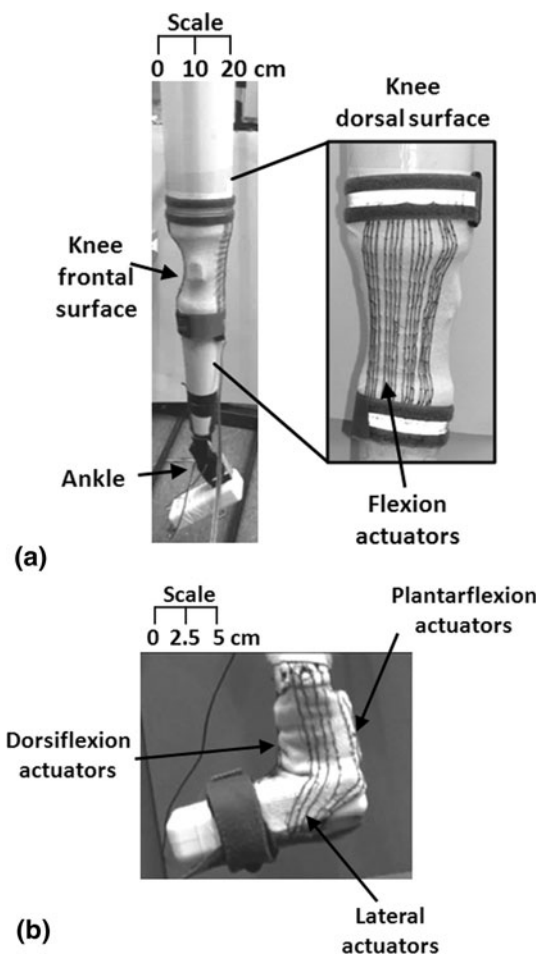 Scale
0 10 20 cm
Knee
dorsal surface
Knee
frontal
surface
Ankle
Flexion
actuators
(a)
Scale
0 2.5 5 cm
Plantarflexion
actuators
Dorsiflexion
actuators
Lateral
actuators
(b)